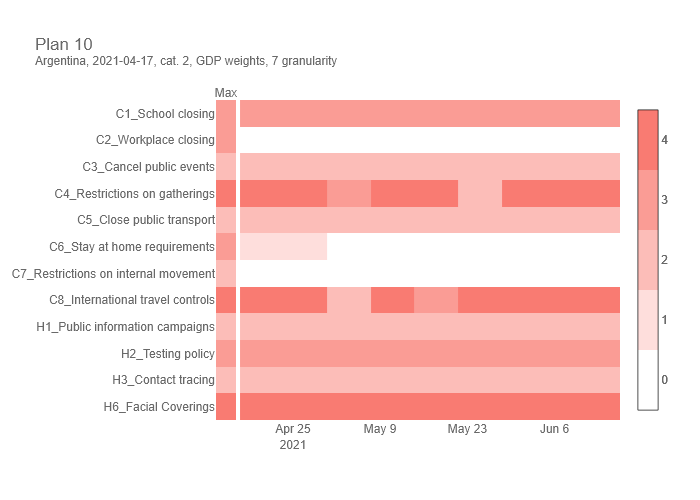 Plan 10
Argentina, 2021-04-17, cat. 2, GDP weights, 7 granularity
Max
C1_School closing
C2_Workplace closing
C3_Cancel public events
C4_Restrictions on gatherings
C5_Close public transport
C6_Stay at home requirements
C7_Restrictions on internal movement
C8_International travel controls
H1_Public information campaigns
H2_Testing policy
H3_Contact tracing
H6_Facial Coverings
Apr 25 May 9 May 23 Jun 6
2021
4
3
2
1
0